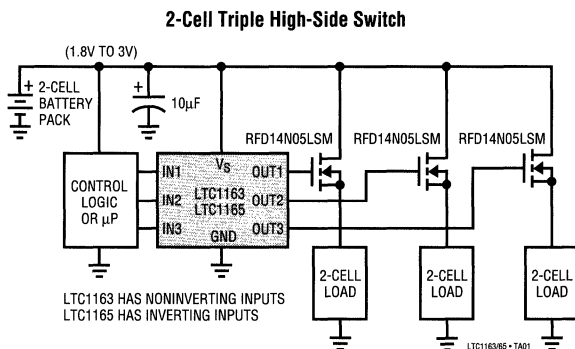 2-Cell Triple High-Side Switch
(1.8V TO 3V)
+
2-CELL
BATTERY
PACK
+
10µF
RFD14N05LSM
RFD14N05LSM
RFD14N05LSM
CONTROL
LOGIC
OR µP
IN1
IN2
IN3
VS
LTC1163
LTC1165
GND
OUT1
OUT2
OUT3
2-CELL
LOAD
2-CELL
LOAD
2-CELL
LOAD
LTC1163 HAS NONINVERTING INPUTS
LTC1165 HAS INVERTING INPUTS
LTC1163/65 • TA01